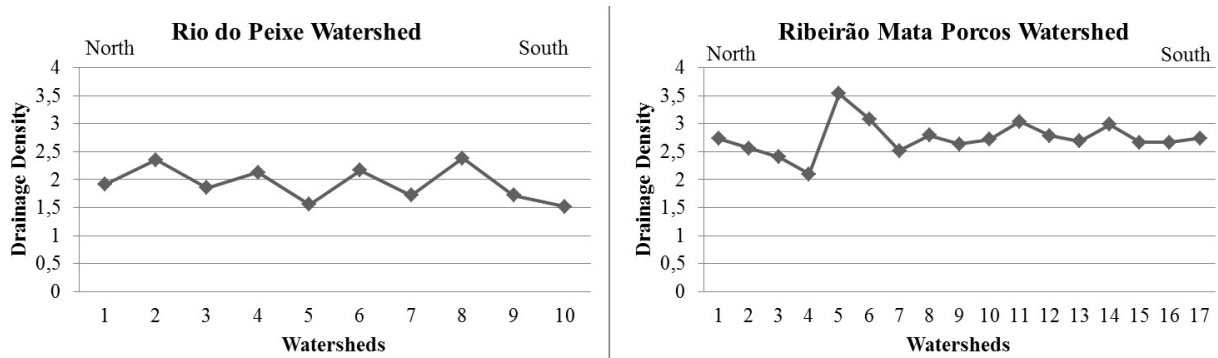 Rio do Peixe Watershed
North
South
Drainage Density
4
3,5
3
2,5
2
1,5
1
0,5
0
1 2 3 4 5 6 7 8 9 10
Watersheds
Ribeirão Mata Porcos Watershed
North
South
Drainage Density
4
3,5
3
2,5
2
1,5
1
0,5
0
1 2 3 4 5 6 7 8 9 10 11 12 13 14 15 16 17
Watersheds